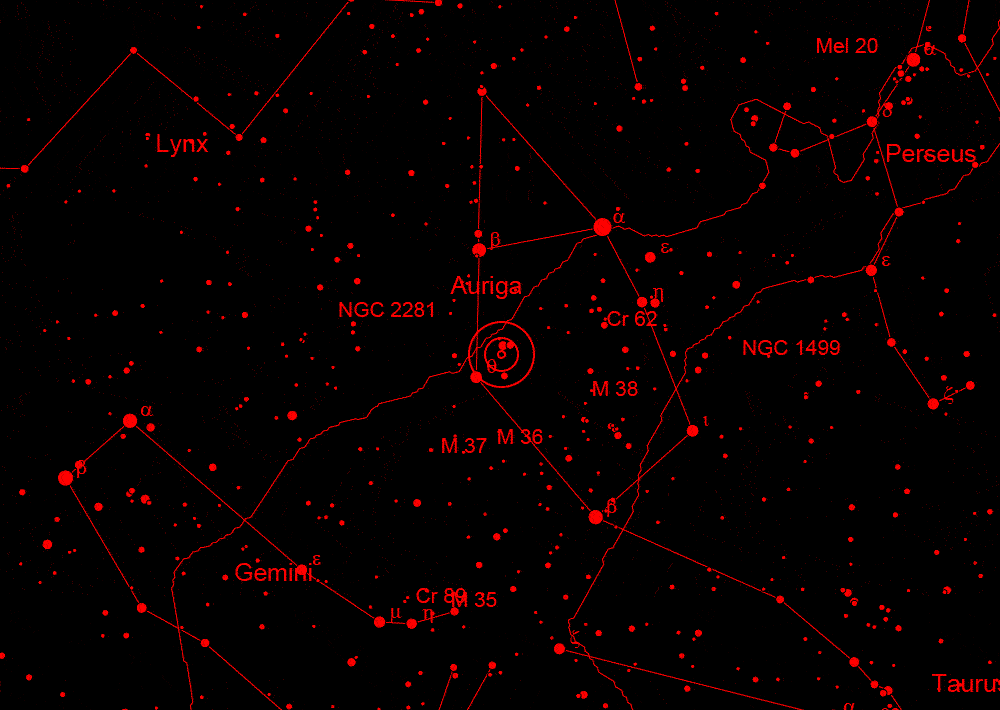 Mel 20
α
δ
Lynx
Perseus
α
β
ε
ε
Auriga
η
NGC 2281
Cr 62
NGC 1499
θ
M 38
ζ
α
ι
M 37
M 36
β
β
ε
Gemini
Cr 89
M 35
μ
η
ε
ζ
Taurus
α